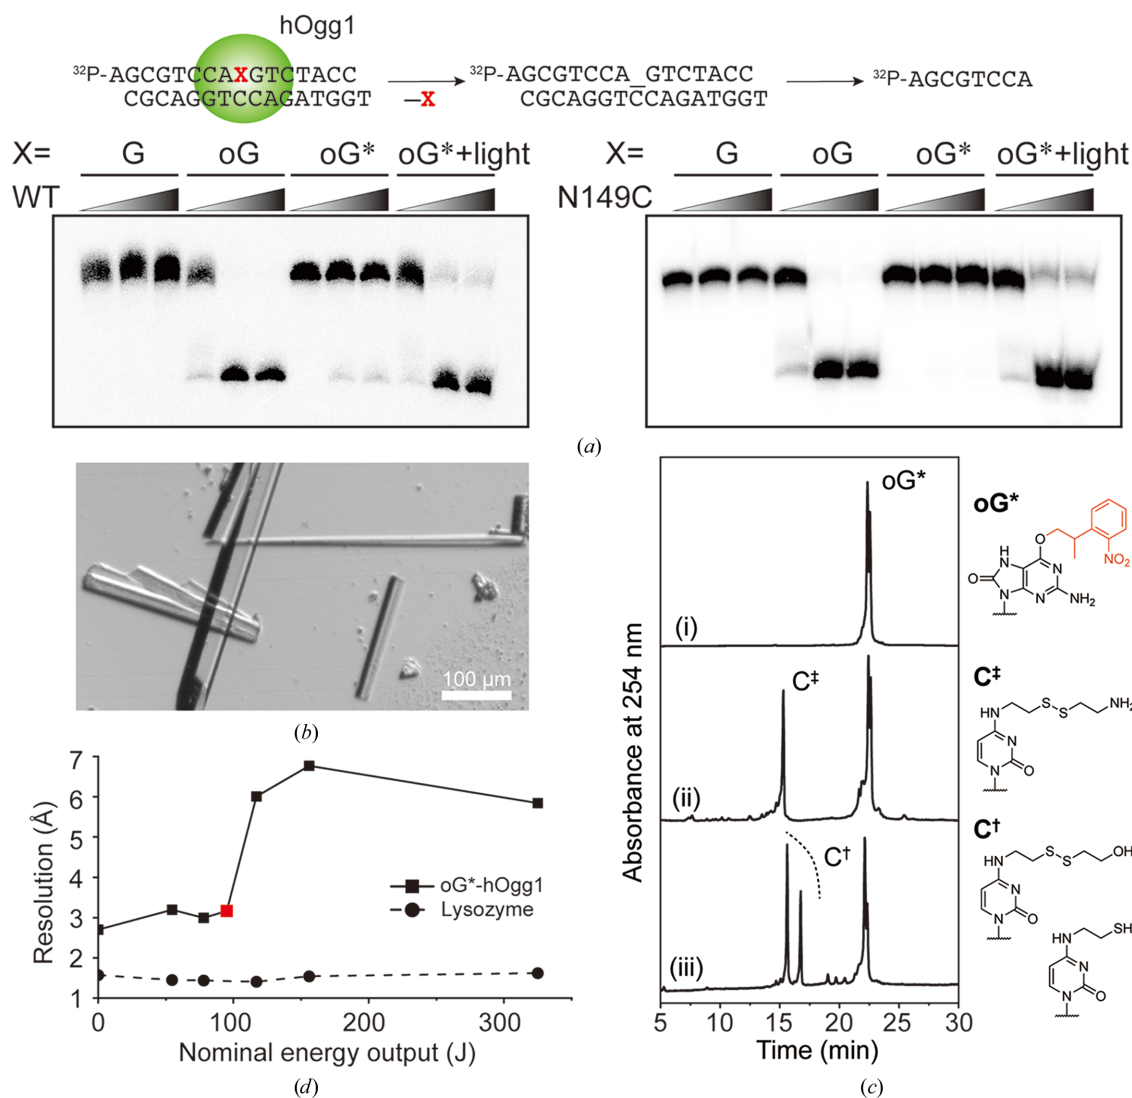 hOgg1
³²P-AGCGTCCAXGTCTACC
CGCAGGTCCAGATGGT
–X
³²P-AGCGTCCA_GTCTACC
CGCAGGTCCAGATGGT
³²P-AGCGTCCA
X= G oG oG* oG*+light
WT
X= G oG oG* oG*+light
N149C
(a)
100 μm
(b)
Resolution (Å)
7
6
5
4
3
2
1
oG*-hOgg1
Lysozyme
0 100 200 300
Nominal energy output (J)
(d)
Absorbance at 254 nm
oG*
(i)
C‡
(ii)
C†
(iii)
5 10 15 20 25 30
Time (min)
(c)
oG*
O
NO₂
H
N
O
N
N
N
NH₂
C‡
HN
S
S
NH₂
N
N
O
C†
HN
S
S
OH
N
N
O
HN
SH
N
N
O